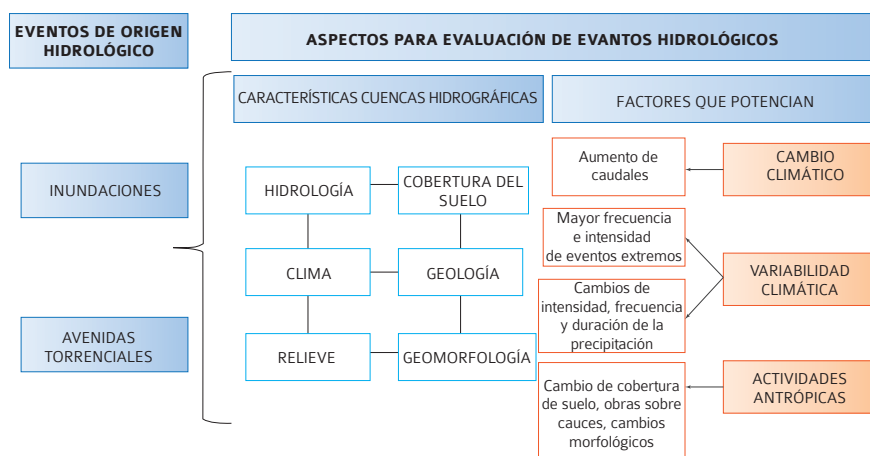 EVENTOS DE ORIGEN
HIDROLÓGICO
ASPECTOS PARA EVALUACIÓN DE EVANTOS HIDROLÓGICOS
CARACTERÍSTICAS CUENCAS HIDROGRÁFICAS
FACTORES QUE POTENCIAN
INUNDACIONES
AVENIDAS
TORRENCIALES
HIDROLOGÍA
COBERTURA DEL
SUELO
CLIMA
GEOLOGÍA
RELIEVE
GEOMORFOLOGÍA
Aumento de
caudales
CAMBIO
CLIMÁTICO
Mayor frecuencia
e intensidad
de eventos extremos
Cambios de
intensidad, frecuencia
y duración de la
precipitación
VARIABILIDAD
CLIMÁTICA
Cambio de cobertura
de suelo, obras sobre
cauces, cambios
morfológicos
ACTIVIDADES
ANTRÓPICAS